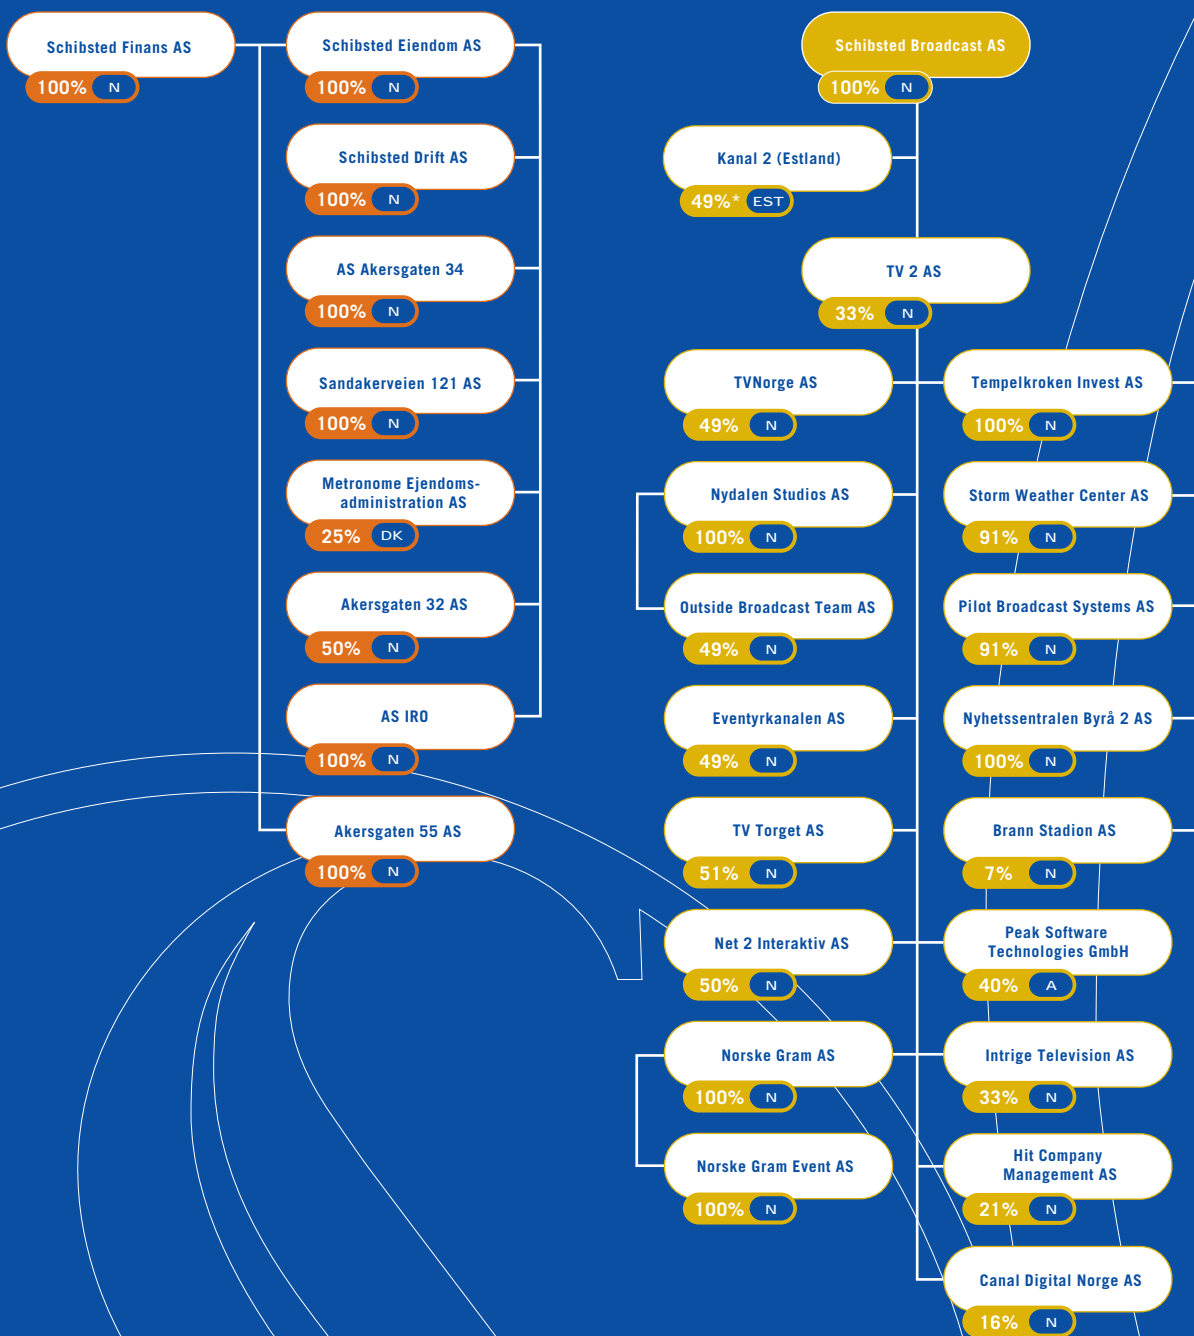 Schibsted Finans AS
100% N
Schibsted Eiendom AS
100% N
Schibsted Drift AS
100% N
AS Akersgaten 34
100% N
Sandakerveien 121 AS
100% N
Metronome Ejendoms-
administration AS
25% DK
Akersgaten 32 AS
50% N
AS IRO
100% N
Akersgaten 55 AS
100% N
Schibsted Broadcast AS
100% N
Kanal 2 (Estland)
49%* EST
TV 2 AS
33% N
TVNorge AS
49% N
Nydalen Studios AS
100% N
Outside Broadcast Team AS
49% N
Eventyrkanalen AS
49% N
TV Torget AS
51% N
Net 2 Interaktiv AS
50% N
Norske Gram AS
100% N
Norske Gram Event AS
100% N
Tempelkroken Invest AS
100% N
Storm Weather Center AS
91% N
Pilot Broadcast Systems AS
91% N
Nyhetssentralen Byrå 2 AS
100% N
Brann Stadion AS
7% N
Peak Software
Technologies GmbH
40% A
Intrige Television AS
33% N
Hit Company
Management AS
21% N
Canal Digital Norge AS
16% N